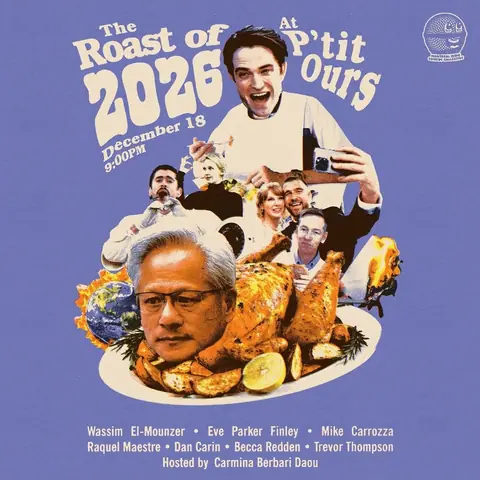 The
Roast of
2026
December 18
9:00PM
At
P'tit
Ours
Wassim El-Mounzer • Eve Parker Finley • Mike Carrozza
Raquel Maestre • Dan Carin • Becca Redden • Trevor Thompson
Hosted by Carmina Berbari Daou